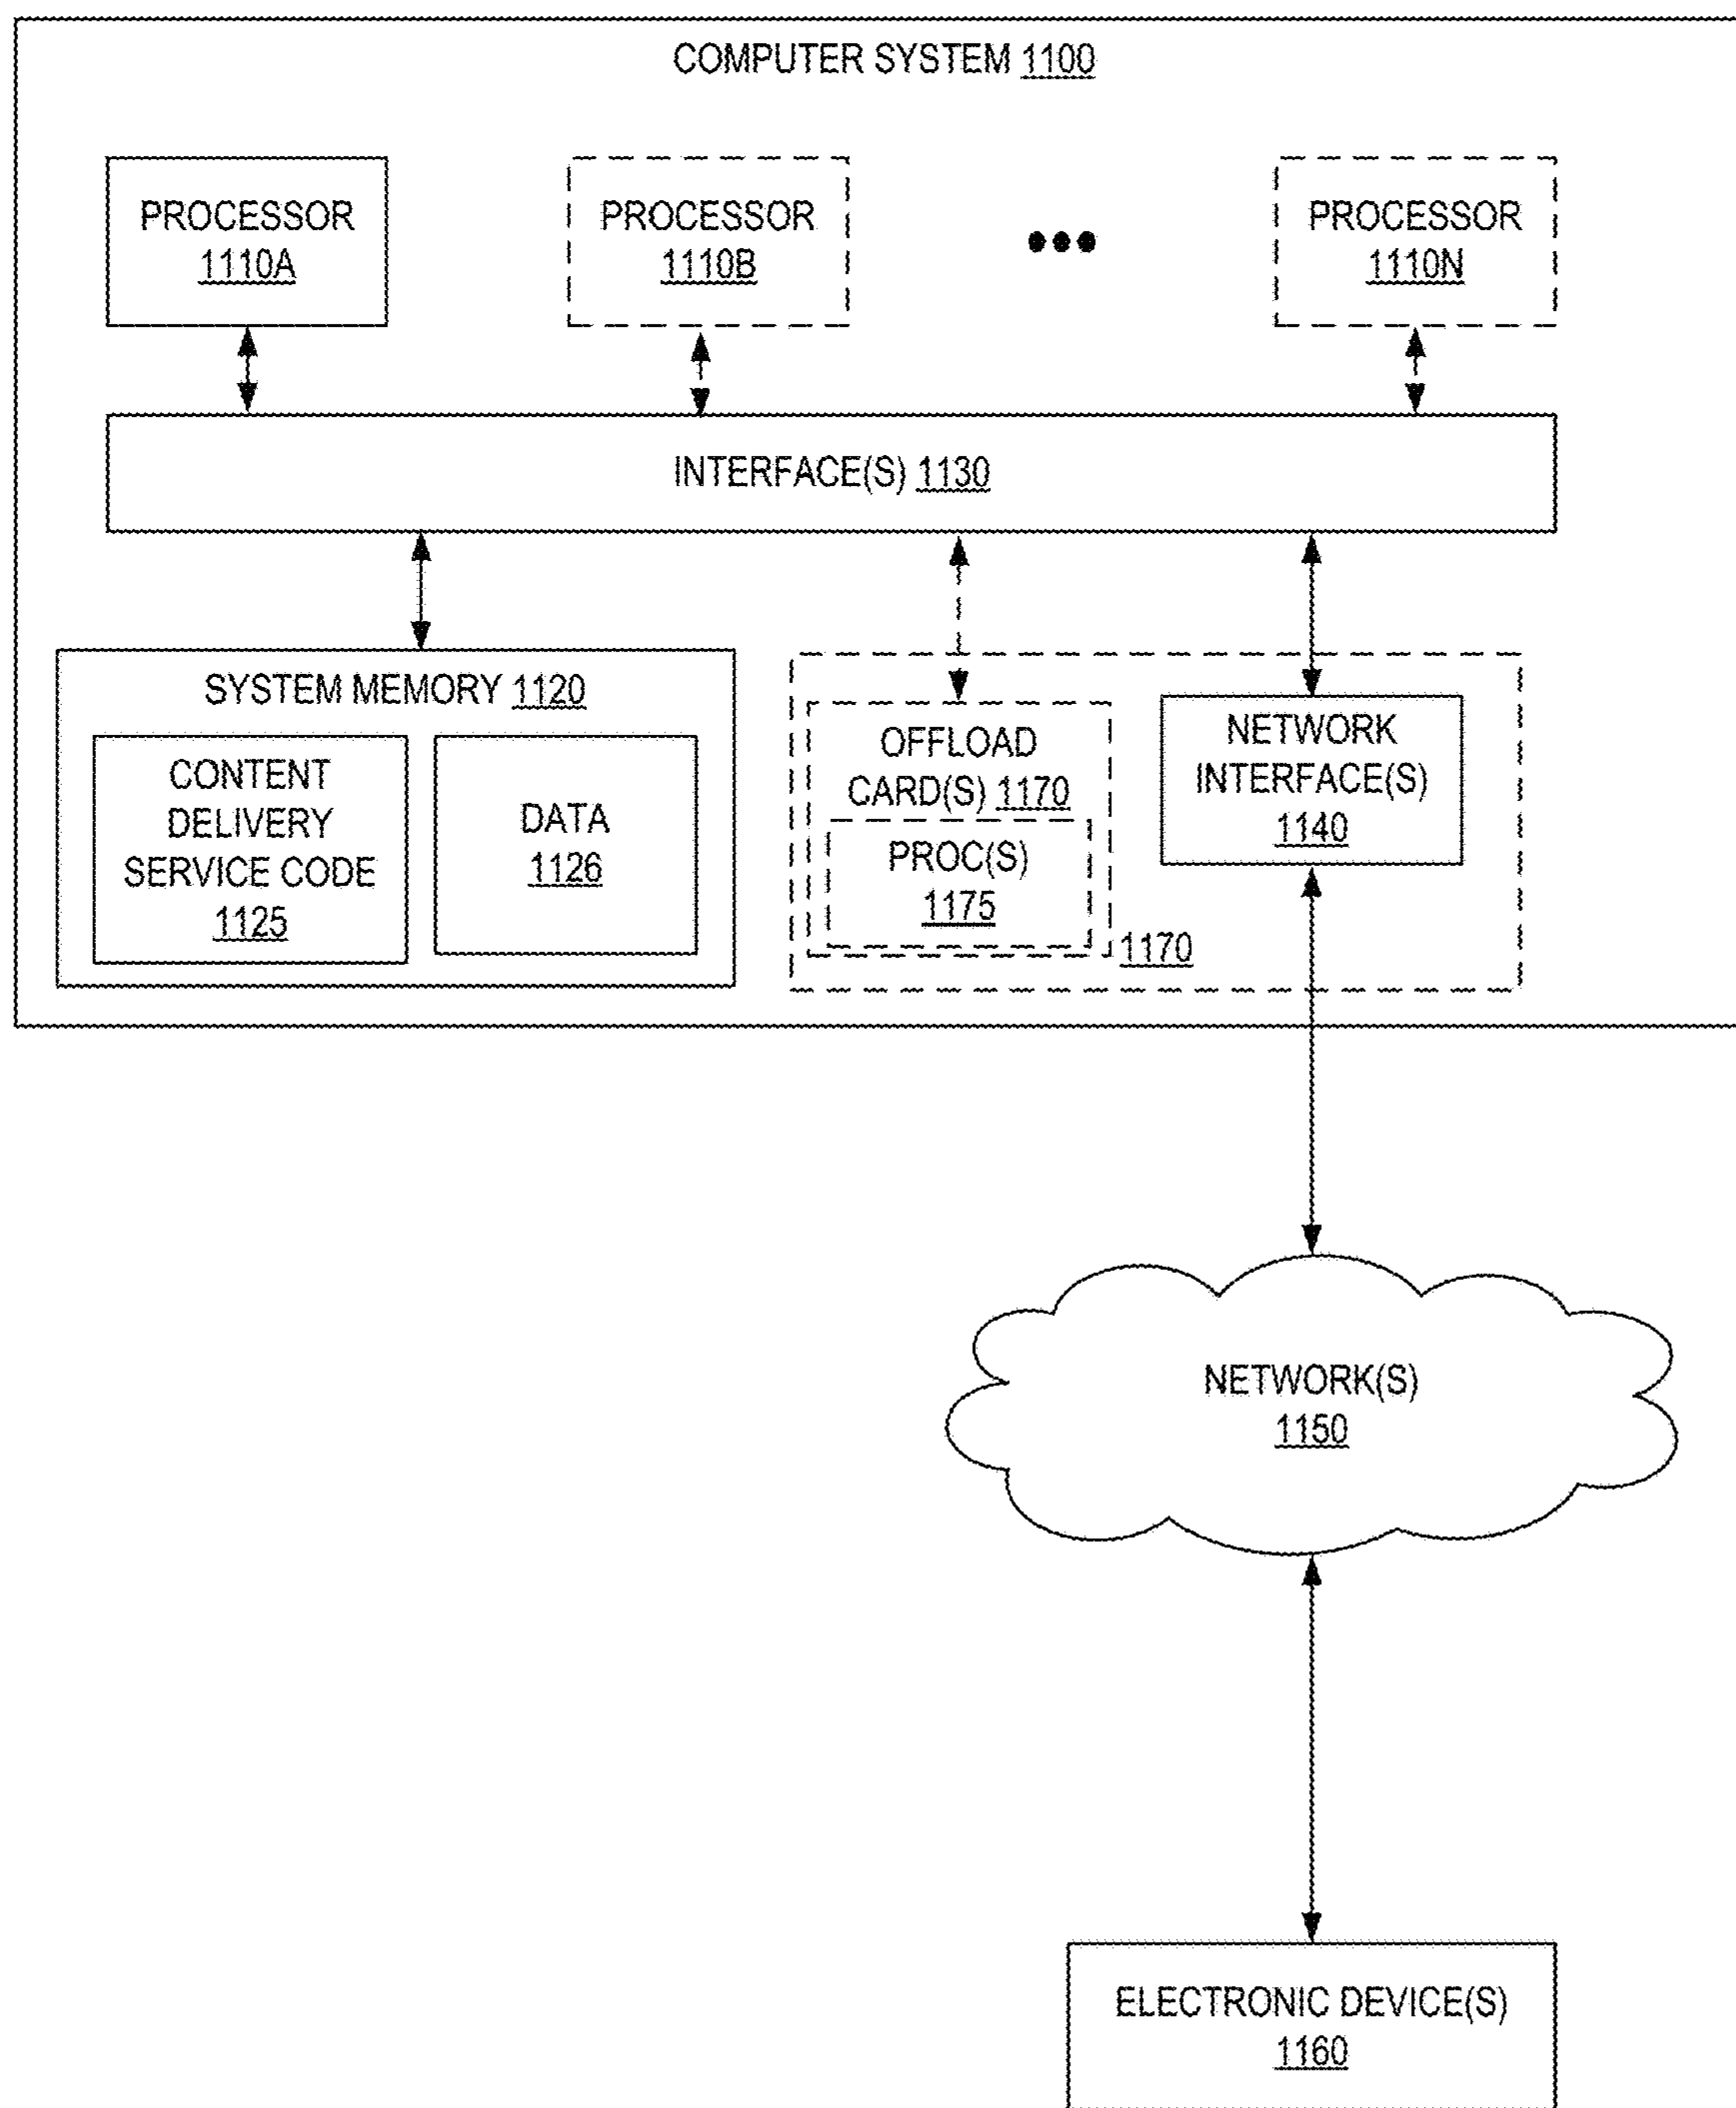 COMPUTER SYSTEM 1100
PROCESSOR
1110A
PROCESSOR
1110B
PROCESSOR
1110N
INTERFACE(S) 1130
SYSTEM MEMORY 1120
CONTENT
DELIVERY
SERVICE CODE
1125
DATA
1126
OFFLOAD
CARD(S) 1170
PROC(S)
1175
1170
NETWORK
INTERFACE(S)
1140
NETWORK(S)
1150
ELECTRONIC DEVICE(S)
1160